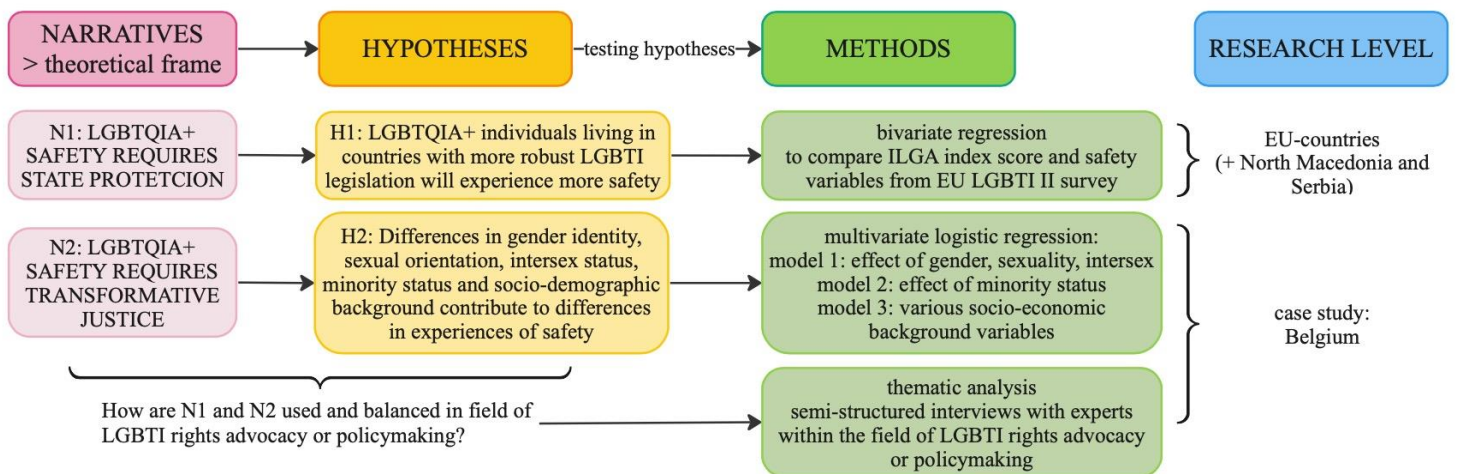 NARRATIVES
> theoretical frame
HYPOTHESES
testing hypotheses
METHODS
RESEARCH LEVEL
N1: LGBTQIA+
SAFETY REQUIRES
STATE PROTETCION
H1: LGBTQIA+ individuals living in
countries with more robust LGBTI
legislation will experience more safety
bivariate regression
to compare ILGA index score and safety
variables from EU LGBTI II survey
EU-countries
(+ North Macedonia and
Serbia)
N2: LGBTQIA+
SAFETY REQUIRES
TRANSFORMATIVE
JUSTICE
H2: Differences in gender identity,
sexual orientation, intersex status,
minority status and socio-demographic
background contribute to differences
in experiences of safety
multivariate logistic regression:
model 1: effect of gender, sexuality, intersex
model 2: effect of minority status
model 3: various socio-economic
background variables
case study:
Belgium
How are N1 and N2 used and balanced in field of
LGBTI rights advocacy or policymaking?
thematic analysis
semi-structured interviews with experts
within the field of LGBTI rights advocacy
or policymaking